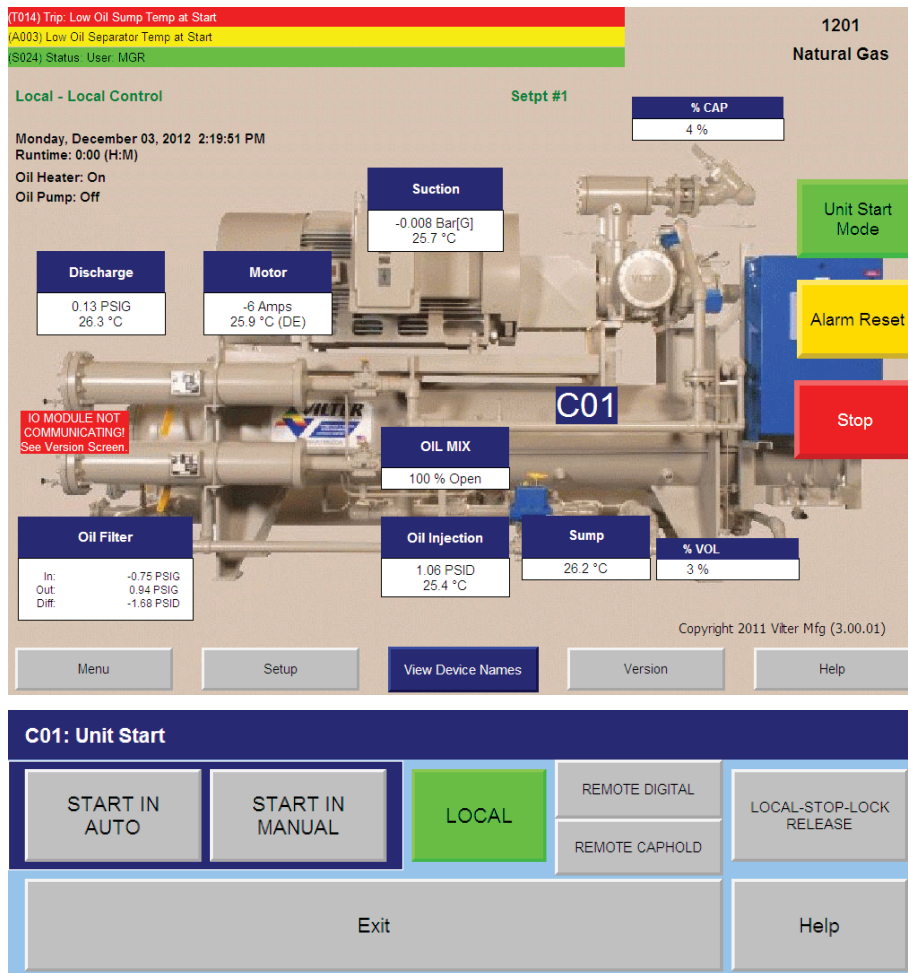 (T014) Trip: Low Oil Sump Temp at Start
(A003) Low Oil Separator Temp at Start
(S024) Status: User: MGR
1201
Natural Gas
Local - Local Control
Setpt #1
% CAP
4 %
Monday, December 03, 2012 2:19:51 PM
Runtime: 0:00 (H:M)
Oil Heater: On
Oil Pump: Off
Suction
-0.008 Bar[G]
25.7 °C
Unit Start
Mode
Discharge
0.13 PSIG
26.3 °C
Motor
-6 Amps
25.9 °C (DE)
VILTER
Alarm Reset
C01
Stop
IO MODULE NOT
COMMUNICATING!
See Version Screen.
VILTER
OIL MIX
100 % Open
Oil Filter
In: -0.75 PSIG
Out: 0.94 PSIG
Diff: -1.68 PSID
Oil Injection
1.06 PSID
25.4 °C
Sump
26.2 °C
% VOL
3 %
Copyright 2011 Vilter Mfg (3.00.01)
Menu
Setup
View Device Names
Version
Help
C01: Unit Start
START IN
AUTO
START IN
MANUAL
LOCAL
REMOTE DIGITAL
REMOTE CAPHOLD
LOCAL-STOP-LOCK
RELEASE
Exit
Help